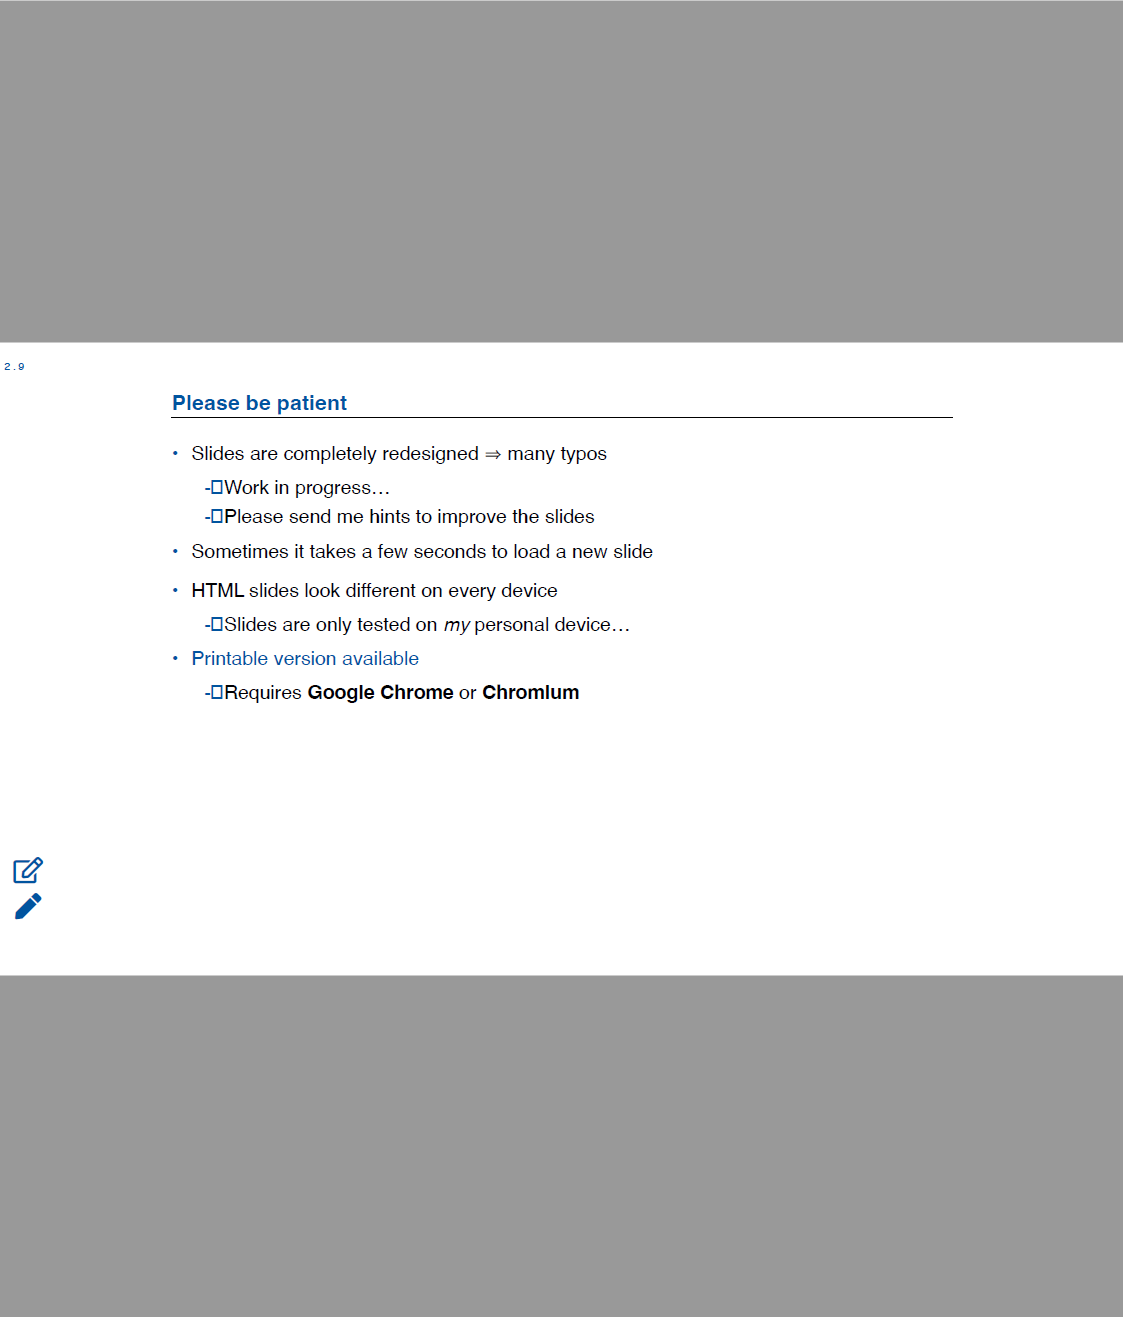 2.9
Please be patient
• Slides are completely redesigned ⇒ many typos
-□Work in progress…
-□Please send me hints to improve the slides
• Sometimes it takes a few seconds to load a new slide
• HTML slides look different on every device
-□Slides are only tested on my personal device…
• Printable version available
-□Requires Google Chrome or Chromium